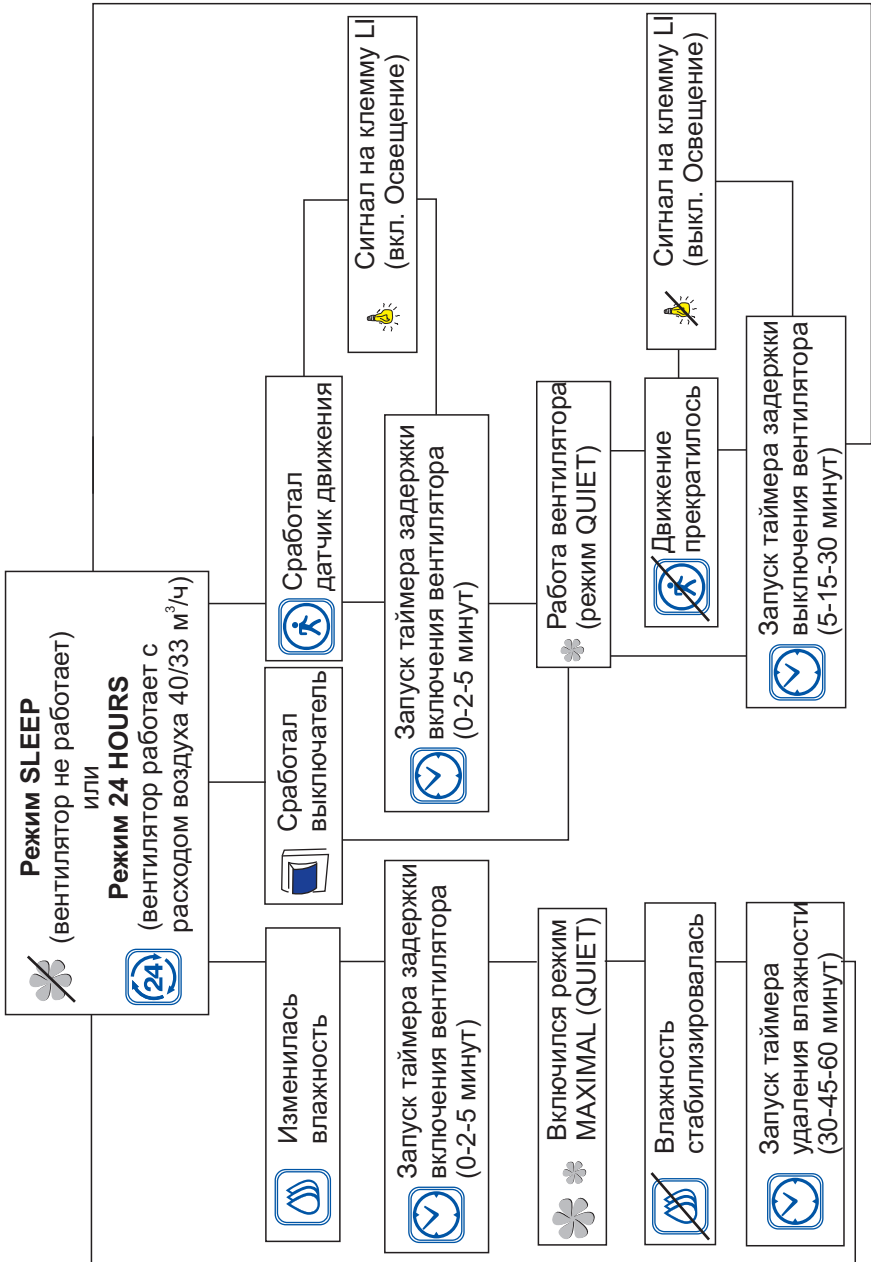 Режим SLEEP
(вентилятор не работает)
или
Режим 24 HOURS
(вентилятор работает с
расходом воздуха 40/33 м³/ч)
24
Изменилась
влажность
Сработал
выключатель
Сработал
датчик движения
Сигнал на клемму LI
(вкл. Освещение)
Запуск таймера задержки
включения вентилятора
(0-2-5 минут)
Запуск таймера задержки
включения вентилятора
(0-2-5 минут)
Включился режим
MAXIMAL (QUIET)
Работа вентилятора
(режим QUIET)
Влажность
стабилизировалась
Движение
прекратилось
Сигнал на клемму LI
(выкл. Освещение)
Запуск таймера
удаления влажности
(30-45-60 минут)
Запуск таймера задержки
выключения вентилятора
(5-15-30 минут)